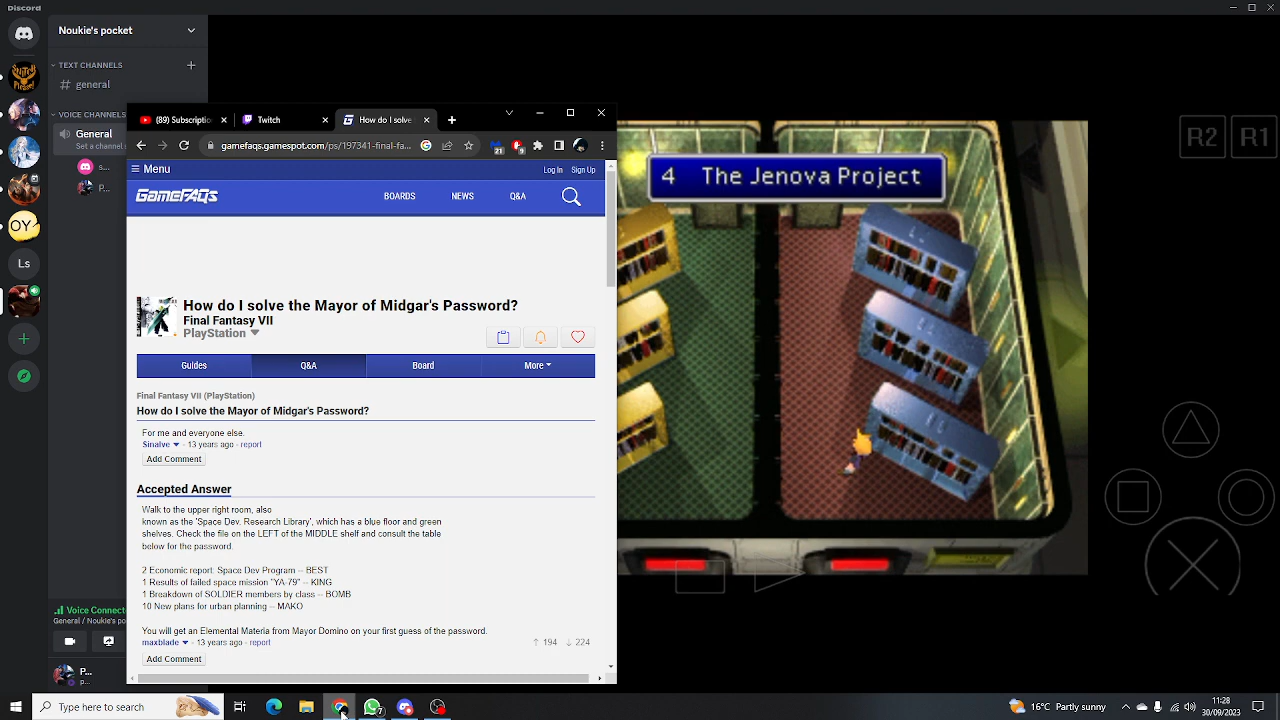 Discord
Noukie's pocket
TEXT CHANNELS
# general
VOICE CHANNELS
General
Get started
s...
P...
OY
Ls
Voice Connect
General / Noukie's po
P...
(89) Subscriptio
Twitch
How do I solve
gamefaqs.gamespot.com/ps/197341-final-fa...
21
9
Menu
Log In Sign Up
GameFAQs
BOARDS NEWS Q&A
How do I solve the Mayor of Midgar's Password?
Final Fantasy VII
PlayStation
Guides Q&A Board More
Final Fantasy VII (PlayStation)
How do I solve the Mayor of Midgar's Password?
For me and everyone else.
Sinalve - 13 years ago - report
Add Comment
Accepted Answer
Walk to the upper right room, also
known as the 'Space Dev. Research Library', which has a blue floor and green
shelves. Check the file on the LEFT of the MIDDLE shelf and consult the table
below for the password.
2 Economic report: Space Dev Program -- BEST
1 Results of failed space mission "YA-79" -- KING
1 Breakdown of SOLDIER members by class -- BOMB
10 New plans for urban planning -- MAKO
You will get an Elemental Materia from Mayor Domino on your first guess of the password.
maxblade - 13 years ago - report
↑ 194 ↓ 224
Add Comment
4 The Jenova Project
R2 R1
Type here to search
7
16°C Partly sunny
11:28
30/09/2023